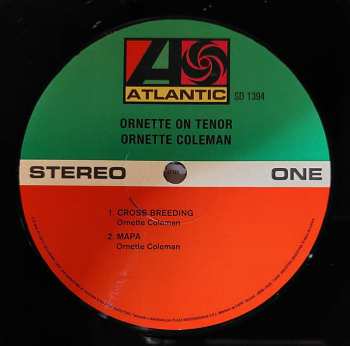 ATLANTIC SD 1394
ORNETTE ON TENOR
ORNETTE COLEMAN
STEREO ONE
1. CROSS BREEDING
Ornette Coleman
2. MAPA
Ornette Coleman